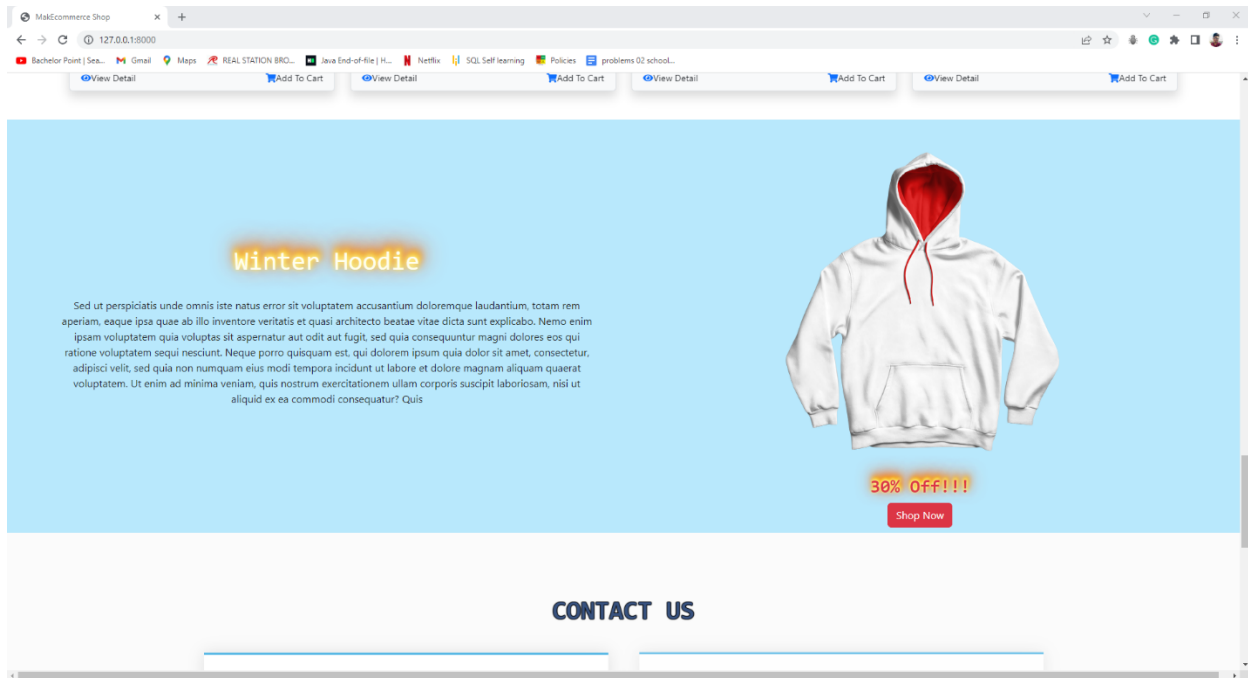 MakEcommerce Shop
127.0.0.1:8000
Bachelor Point | Sea... Gmail Maps REAL STATION BRO... Java End-of-file | H... Netflix SQL Self learning Policies problems 02 school...
View Detail Add To Cart View Detail Add To Cart View Detail Add To Cart View Detail Add To Cart
Winter Hoodie
Sed ut perspiciatis unde omnis iste natus error sit voluptatem accusantium doloremque laudantium, totam rem
aperiam, eaque ipsa quae ab illo inventore veritatis et quasi architecto beatae vitae dicta sunt explicabo. Nemo enim
ipsam voluptatem quia voluptas sit aspernatur aut odit aut fugit, sed quia consequuntur magni dolores eos qui
ratione voluptatem sequi nesciunt. Neque porro quisquam est, qui dolorem ipsum quia dolor sit amet, consectetur,
adipisci velit, sed quia non numquam eius modi tempora incidunt ut labore et dolore magnam aliquam quaerat
voluptatem. Ut enim ad minima veniam, quis nostrum exercitationem ullam corporis suscipit laboriosam, nisi ut
aliquid ex ea commodi consequatur? Quis
30% Off!!!
Shop Now
CONTACT US